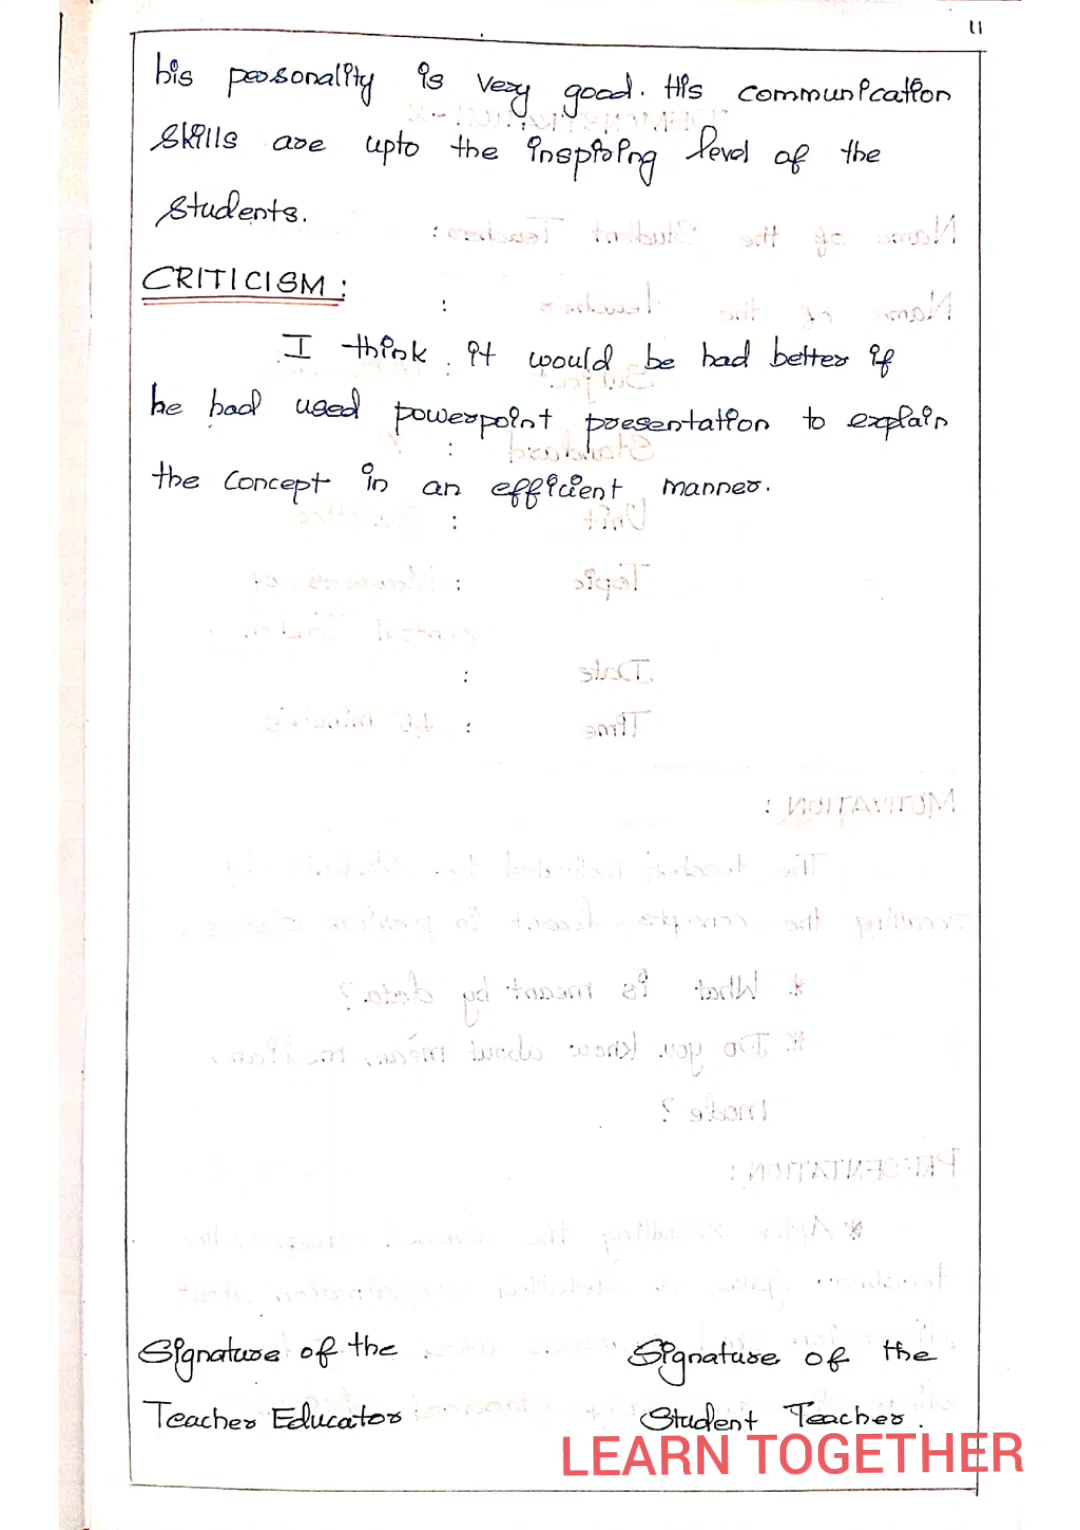 11
his personality is very good. His communication
skills are upto the inspiring level of the
students.
CRITICISM :
I think it would be had better if
he had used powerpoint presentation to explain
the concept in an efficient manner.
Signature of the
Teacher Educator
Signature of the
Student Teacher.
LEARN TOGETHER